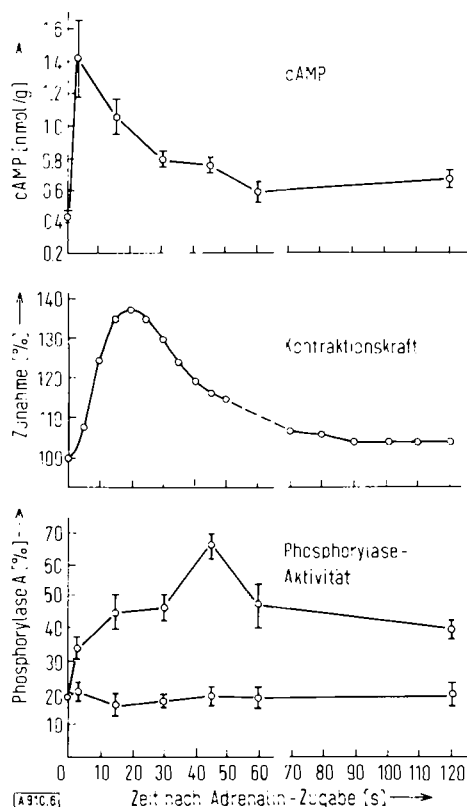 1.6
1.4
1.2
1.0
0.8
0.6
0.4
0.2
cAMP [nmol/g]
cAMP
140
130
120
110
100
Zunahme [%]
Kontraktionskraft
70
60
50
40
30
20
10
Phosphorylase A [%]
Phosphorylase-
Aktivität
0 10 20 30 40 50 60 70 80 90 100 110 120
A 910.6
Zeit nach Adrenalin-Zugabe [s]